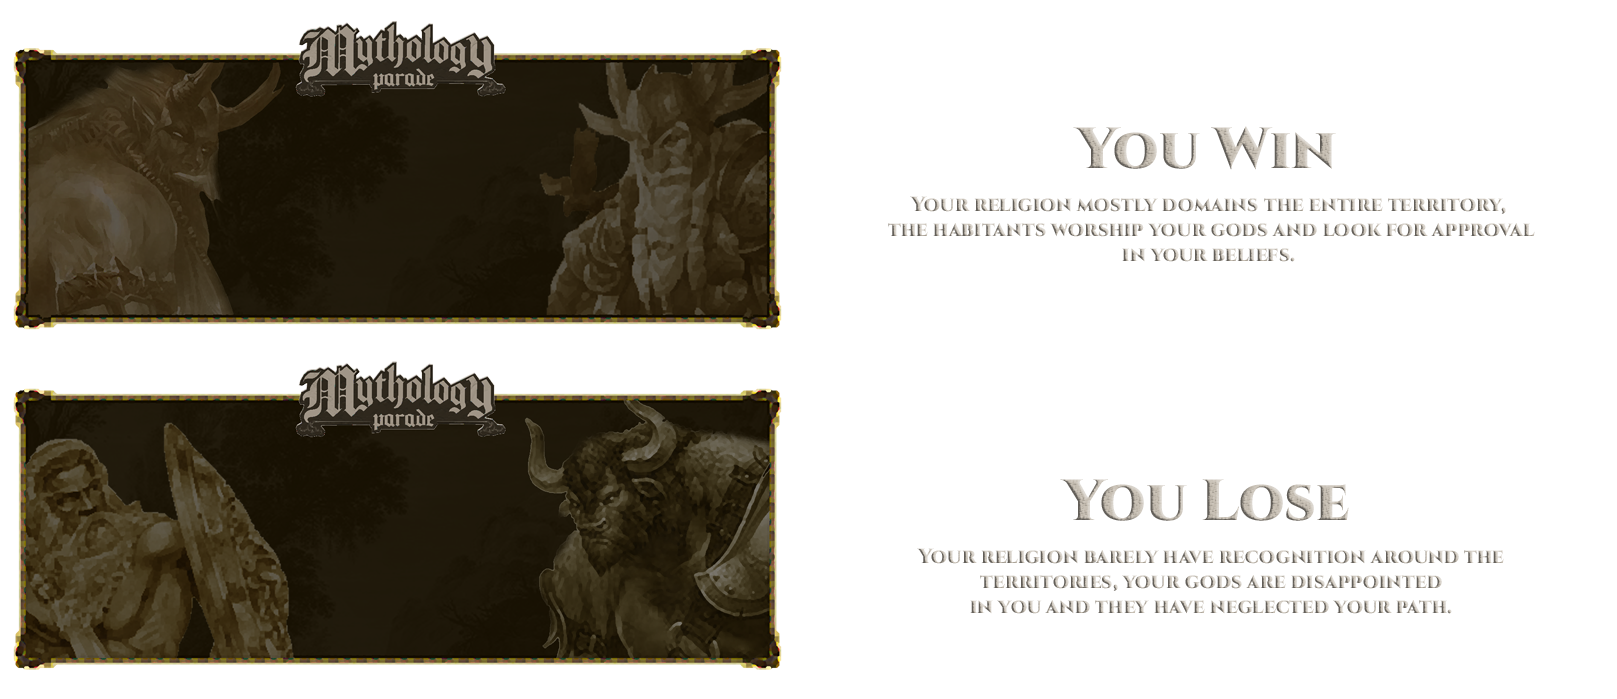 Mythology
parade
You Win
Your religion mostly domains the entire territory,
the habitants worship your gods and look for approval
in your beliefs.
Mythology
parade
You Lose
Your religion barely have recognition around the
territories, your gods are disappointed
in you and they have neglected your path.